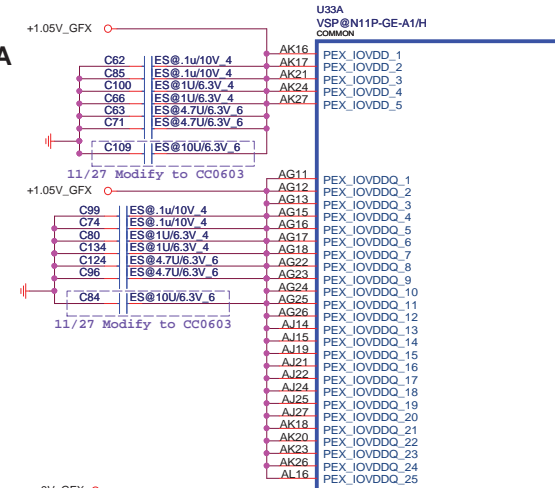 U33A
VSP@N11P-GE-A1/H
COMMON
+1.05V_GFX
A
C62 ES@.1u/10V_4
C85 ES@.1u/10V_4
C100 ES@1U/6.3V_4
C66 ES@1U/6.3V_4
C63 ES@4.7U/6.3V_6
C71 ES@4.7U/6.3V_6
C109 ES@10U/6.3V_6
11/27 Modify to CC0603
AK16 PEX_IOVDD_1
AK17 PEX_IOVDD_2
AK21 PEX_IOVDD_3
AK24 PEX_IOVDD_4
AK27 PEX_IOVDD_5
+1.05V_GFX
C99 ES@.1u/10V_4
C74 ES@.1u/10V_4
C80 ES@1U/6.3V_4
C134 ES@1U/6.3V_4
C124 ES@4.7U/6.3V_6
C96 ES@4.7U/6.3V_6
C84 ES@10U/6.3V_6
11/27 Modify to CC0603
AG11 PEX_IOVDDQ_1
AG12 PEX_IOVDDQ_2
AG13 PEX_IOVDDQ_3
AG15 PEX_IOVDDQ_4
AG16 PEX_IOVDDQ_5
AG17 PEX_IOVDDQ_6
AG18 PEX_IOVDDQ_7
AG22 PEX_IOVDDQ_8
AG23 PEX_IOVDDQ_9
AG24 PEX_IOVDDQ_10
AG25 PEX_IOVDDQ_11
AG26 PEX_IOVDDQ_12
AJ14 PEX_IOVDDQ_13
AJ15 PEX_IOVDDQ_14
AJ19 PEX_IOVDDQ_15
AJ21 PEX_IOVDDQ_16
AJ22 PEX_IOVDDQ_17
AJ24 PEX_IOVDDQ_18
AJ25 PEX_IOVDDQ_19
AJ27 PEX_IOVDDQ_20
AK18 PEX_IOVDDQ_21
AK20 PEX_IOVDDQ_22
AK23 PEX_IOVDDQ_23
AK26 PEX_IOVDDQ_24
AL16 PEX_IOVDDQ_25